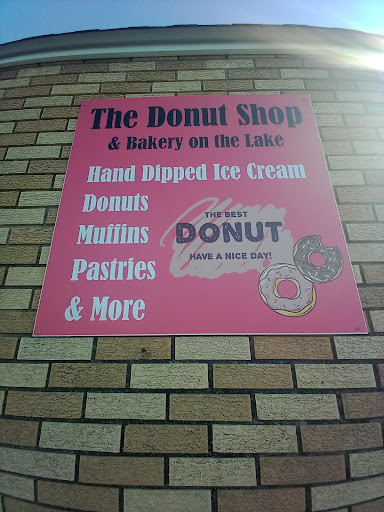 The Donut Shop
& Bakery on the Lake
Hand Dipped Ice Cream
Donuts
Muffins
Pastries
& More
THE BEST
DONUT
HAVE A NICE DAY!